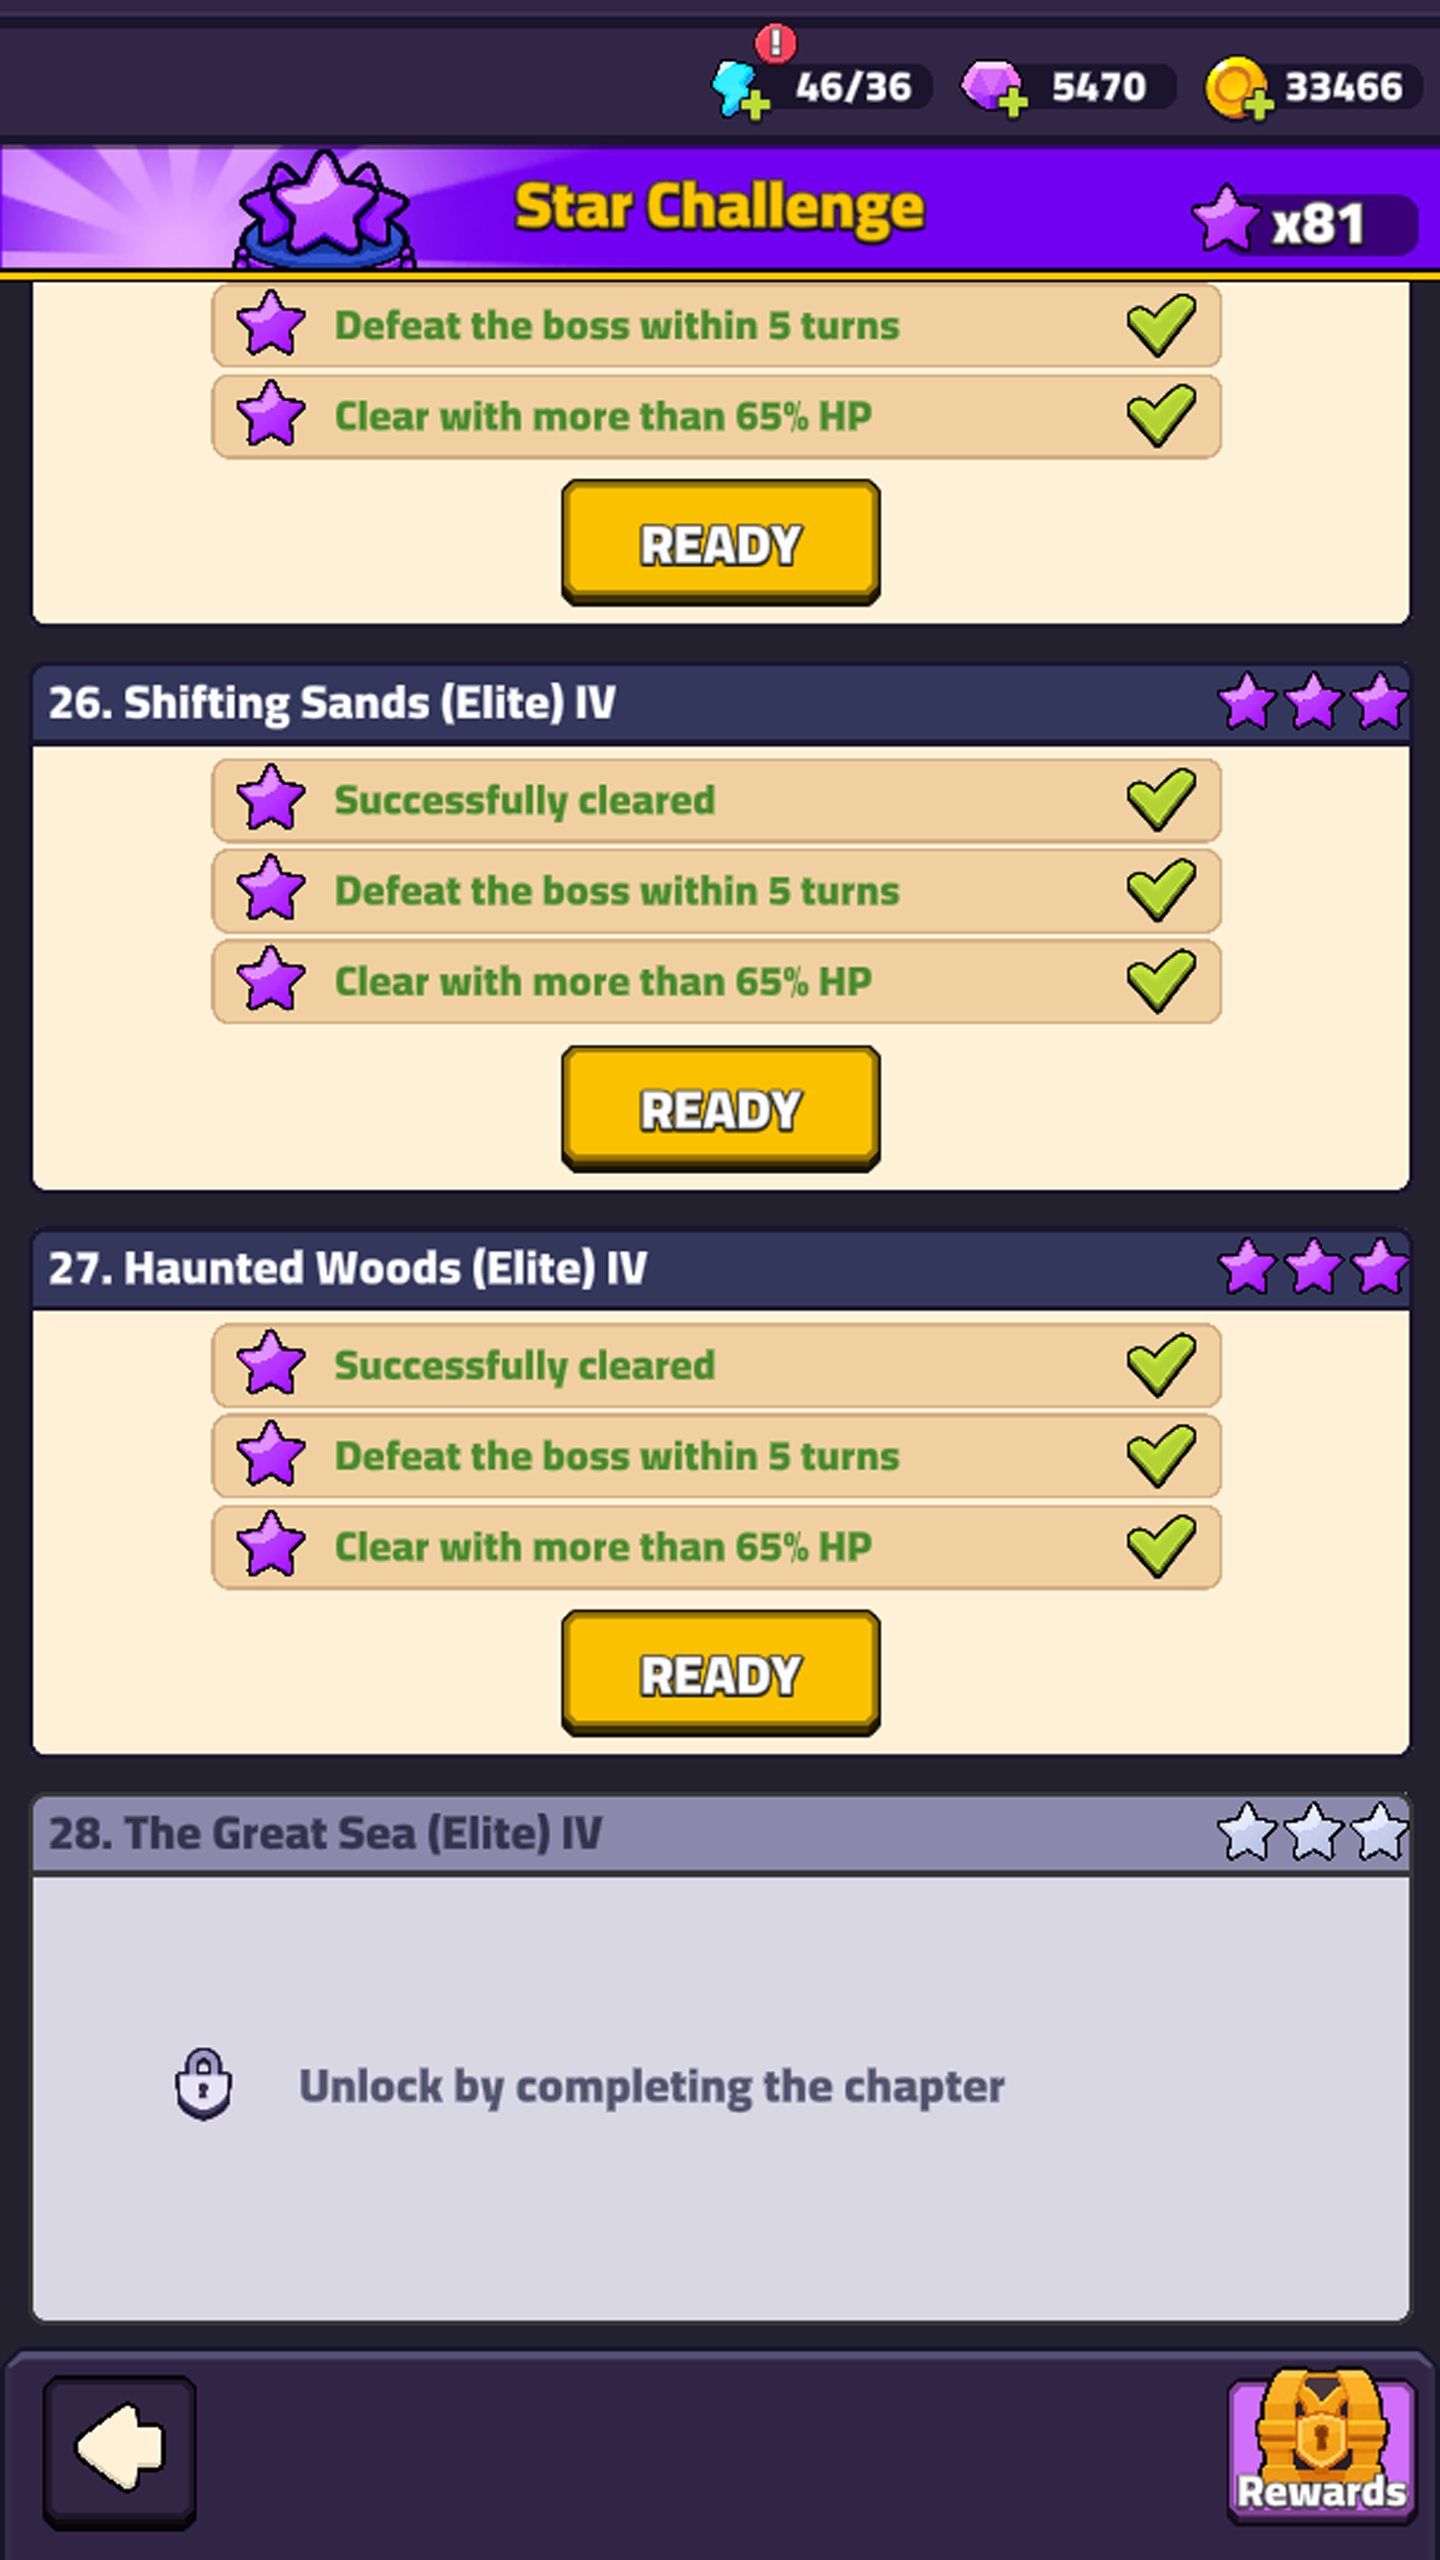 !
46/36
5470
33466
Star Challenge
x81
Defeat the boss within 5 turns
Clear with more than 65% HP
READY
26. Shifting Sands (Elite) IV
Successfully cleared
Defeat the boss within 5 turns
Clear with more than 65% HP
READY
27. Haunted Woods (Elite) IV
Successfully cleared
Defeat the boss within 5 turns
Clear with more than 65% HP
READY
28. The Great Sea (Elite) IV
Unlock by completing the chapter
Rewards